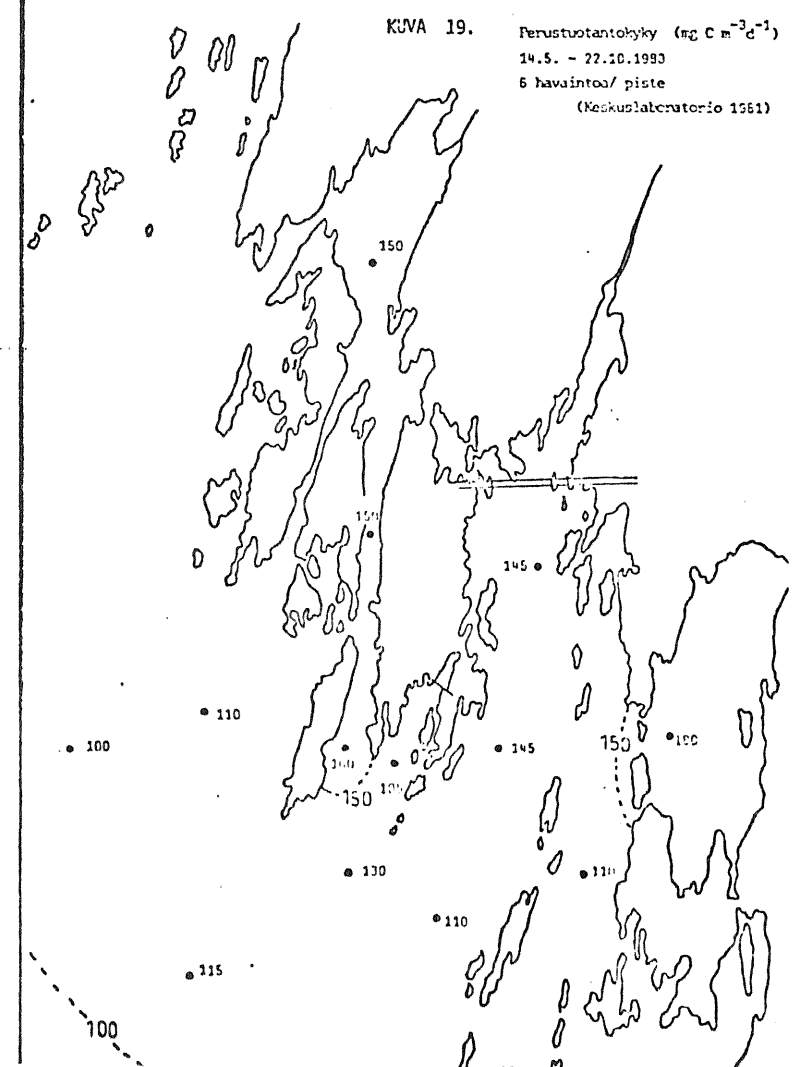 KUVA 19.
Perustuotantokyky (mg C m⁻³d⁻¹)
14.5. - 22.10.1980
6 havaintoa/ piste
(Keskuslaboratorio 1981)
150
145
110
100
145
150
150
130
110
110
115
100